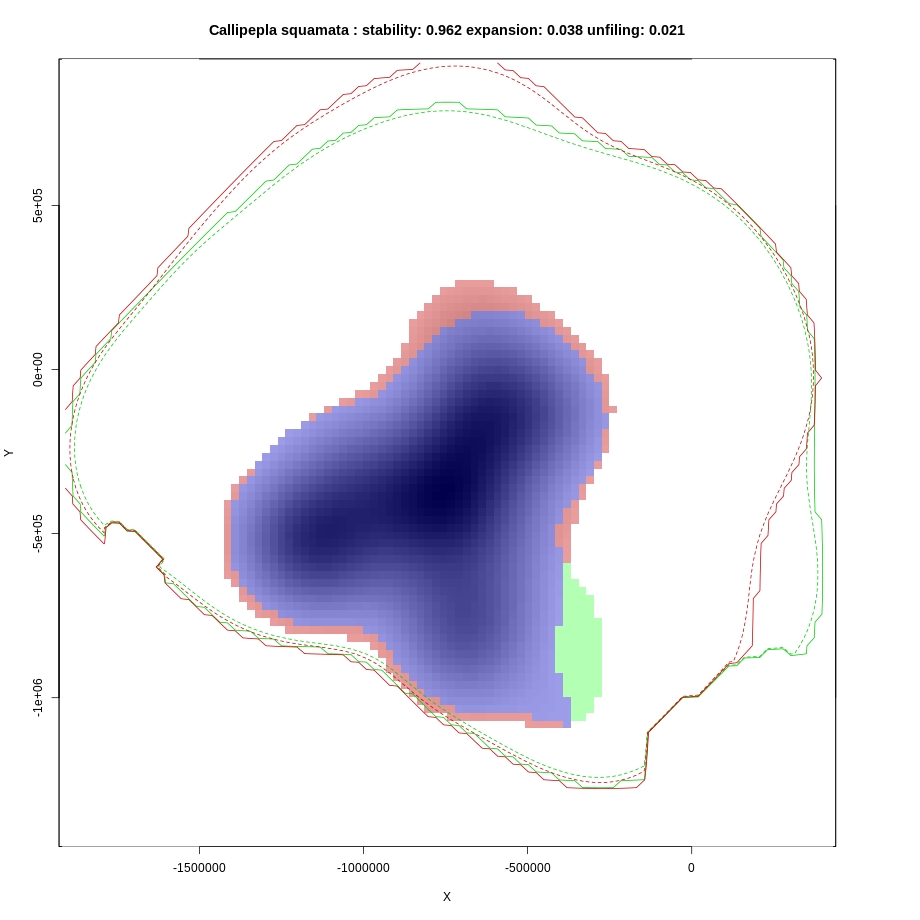 Callipepla squamata : stability: 0.962 expansion: 0.038 unfiling: 0.021
5e+05
0e+00
Y
-5e+05
-1e+06
-1500000 -1000000 -500000 0
X